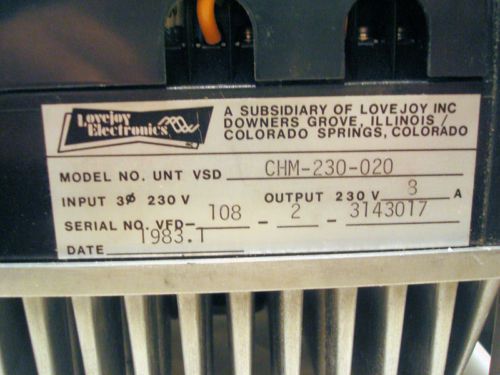 Lovejoy
Electronics
A SUBSIDIARY OF LOVEJOY INC
DOWNERS GROVE, ILLINOIS /
COLORADO SPRINGS, COLORADO
MODEL NO. UNT VSD CHM-230-020
INPUT 3ø 230 V OUTPUT 230 V 8 A
SERIAL NO. VFD- 108 - 2 - 3143017
DATE 1983.1